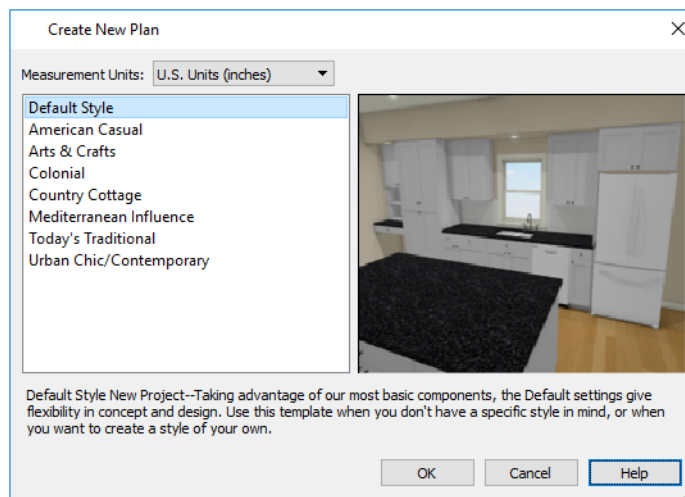 Create New Plan
Measurement Units: U.S. Units (inches)
Default Style
American Casual
Arts & Crafts
Colonial
Country Cottage
Mediterranean Influence
Today's Traditional
Urban Chic/Contemporary
Default Style New Project--Taking advantage of our most basic components, the Default settings give
flexibility in concept and design. Use this template when you don't have a specific style in mind, or when
you want to create a style of your own.
OK Cancel Help